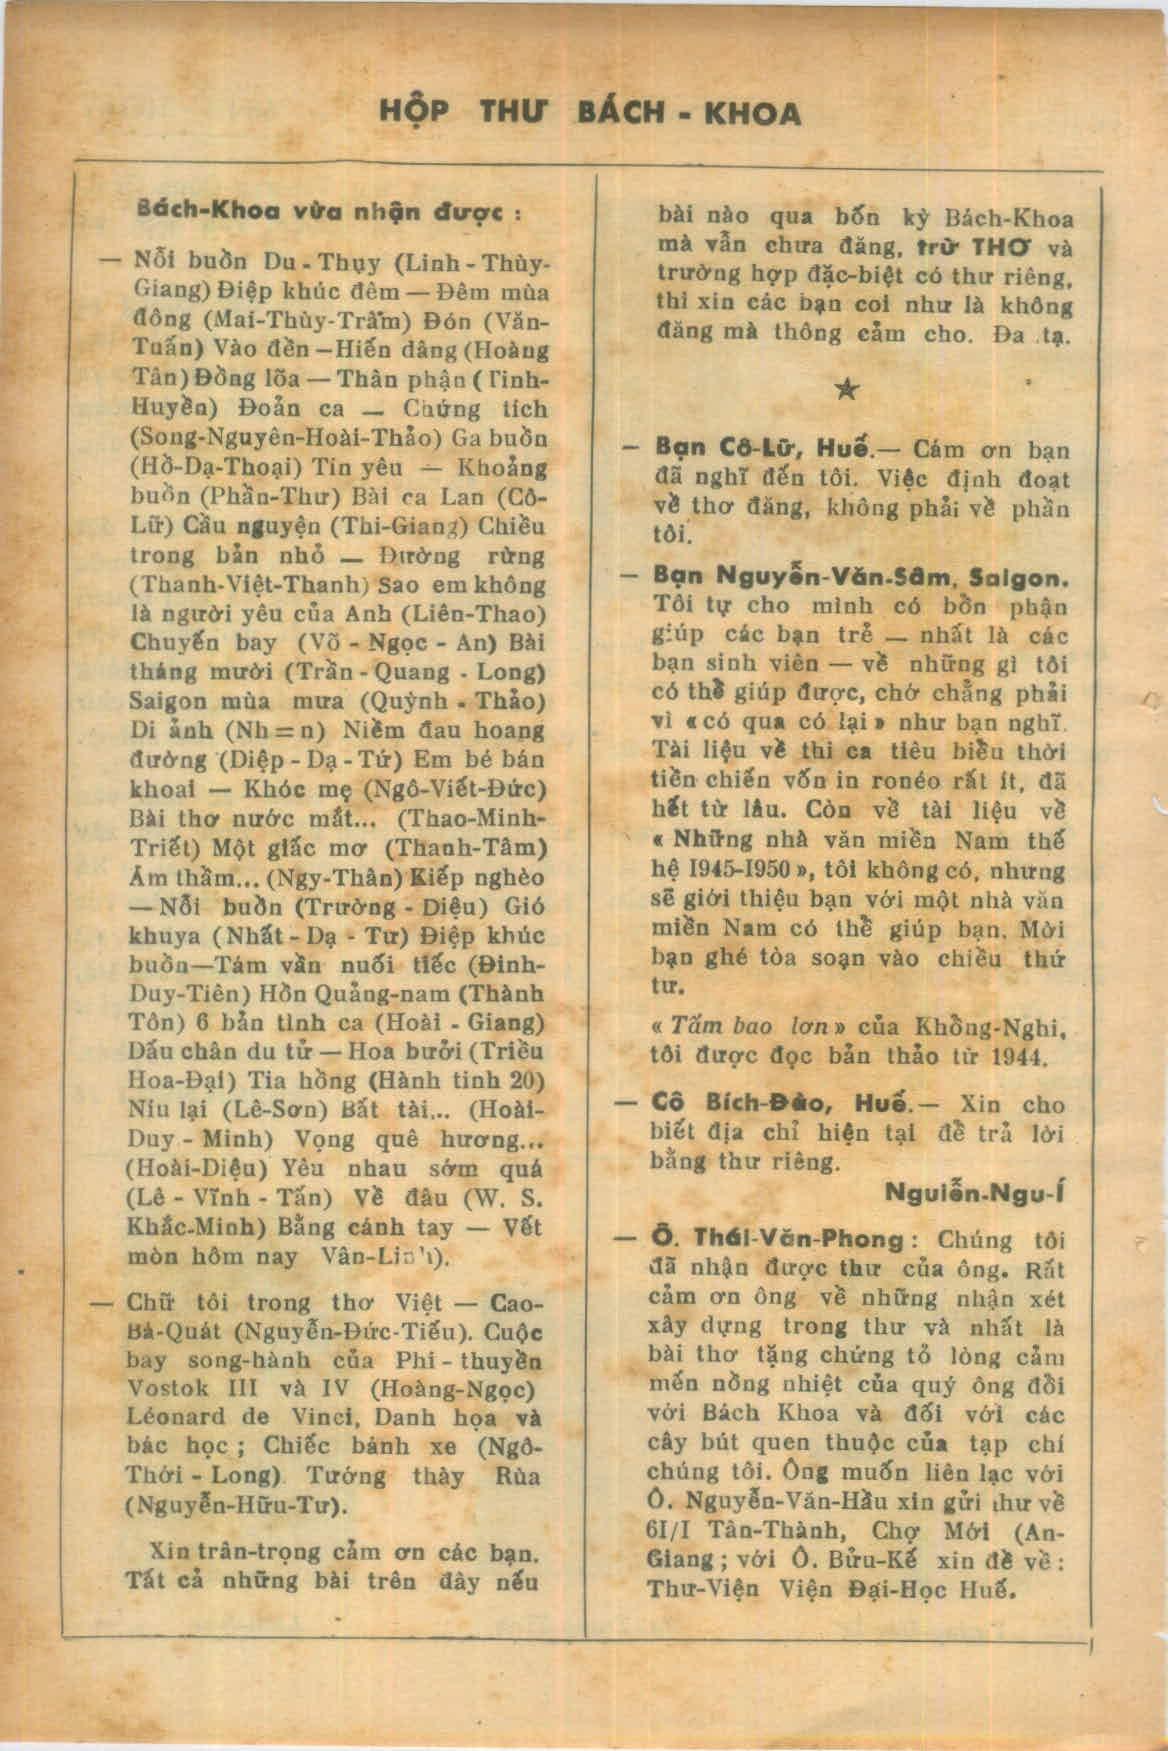 HỘP THƯ BÁCH - KHOA
Bách-Khoa vừa nhận được :
— Nỗi buồn Du - Thụy (Linh - Thùy-
Giang) Điệp khúc đêm — Đêm mùa
đông (Mai-Thùy-Trầm) Đón (Văn-
Tuấn) Vào đền — Hiến dâng (Hoàng
Tân) Đồng lõa — Thân phận (Tinh-
Huyền) Đoản ca — Chứng tích
(Song-Nguyên-Hoài-Thảo) Ga buồn
(Hồ-Dạ-Thoại) Tin yêu — Khoảng
buồn (Phần-Thư) Bài ca Lan (Cô-
Lữ) Cầu nguyện (Thi-Giang) Chiều
trong bản nhỏ — Đường rừng
(Thanh-Việt-Thanh) Sao em không
là người yêu của Anh (Liên-Thao)
Chuyến bay (Võ - Ngọc - An) Bài
tháng mười (Trần - Quang - Long)
Saigon mùa mưa (Quỳnh - Thảo)
Di ảnh (Nh = n) Niềm đau hoang
đường (Diệp - Dạ - Tứ) Em bé bán
khoai — Khóc mẹ (Ngô-Viết-Đức)
Bài thơ nước mắt... (Thao-Minh-
Triết) Một giấc mơ (Thanh-Tâm)
Âm thầm... (Ngy-Thân) Kiếp nghèo
— Nỗi buồn (Trường - Diệu) Gió
khuya (Nhất - Dạ - Tư) Điệp khúc
buồn—Tám vần nuối tiếc (Đinh-
Duy-Tiên) Hồn Quảng-nam (Thành
Tôn) 6 bản tình ca (Hoài - Giang)
Dấu chân du tử — Hoa bưởi (Triều
Hoa-Đại) Tia hồng (Hành tinh 20)
Níu lại (Lê-Sơn) Bất tài... (Hoài-
Duy - Minh) Vọng quê hương...
(Hoài-Diệu) Yêu nhau sớm quá
(Lê - Vĩnh - Tấn) Về đâu (W. S.
Khắc-Minh) Bằng cánh tay — Vết
mòn hôm nay Vân-Linh).
— Chữ tôi trong thơ Việt — Cao-
Bá-Quát (Nguyễn-Đức-Tiếu). Cuộc
bay song-hành của Phi - thuyền
Vostok III và IV (Hoàng-Ngọc)
Léonard de Vinci, Danh họa và
bác học ; Chiếc bánh xe (Ngô-
Thới - Long) Tướng thày Rùa
(Nguyễn-Hữu-Tư).
Xin trân-trọng cảm ơn các bạn.
Tất cả những bài trên đây nếu
bài nào qua bốn kỳ Bách-Khoa
mà vẫn chưa đăng, trừ THƠ và
trường hợp đặc-biệt có thư riêng,
thì xin các bạn coi như là không
đăng mà thông cảm cho. Đa tạ.
★
— Bạn Cô-Lữ, Huế.— Cám ơn bạn
đã nghĩ đến tôi. Việc định đoạt
về thơ đăng, không phải về phần
tôi.
— Bạn Nguyễn-Văn-Sâm, Saigon.
Tôi tự cho mình có bồn phận
giúp các bạn trẻ — nhất là các
bạn sinh viên — về những gì tôi
có thể giúp được, chớ chẳng phải
vì « có qua có lại » như bạn nghĩ.
Tài liệu về thi ca tiêu biểu thời
tiền chiến vốn in ronéo rất ít, đã
hết từ lâu. Còn về tài liệu về
« Những nhà văn miền Nam thế
hệ 1945-1950 », tôi không có, nhưng
sẽ giới thiệu bạn với một nhà văn
miền Nam có thể giúp bạn. Mời
bạn ghé tòa soạn vào chiều thứ
tư.
« Tấm bao lơn » của Khồng-Nghi,
tôi được đọc bản thảo từ 1944.
— Cô Bích-Đào, Huế.— Xin cho
biết địa chỉ hiện tại để trả lời
bằng thư riêng.
Nguiễn-Ngu-Í
— Ô. Thái-Văn-Phong : Chúng tôi
đã nhận được thư của ông. Rất
cảm ơn ông về những nhận xét
xây dựng trong thư và nhất là
bài thơ tặng chứng tỏ lòng cảm
mến nồng nhiệt của quý ông đồi
với Bách Khoa và đối với các
cây bút quen thuộc của tạp chí
chúng tôi. Ông muốn liên lạc với
Ô. Nguyễn-Văn-Hầu xin gửi thư về
6I/I Tân-Thành, Chợ Mới (An-
Giang ; với Ô. Bửu-Kế xin đề về :
Thư-Viện Viện Đại-Học Huế.